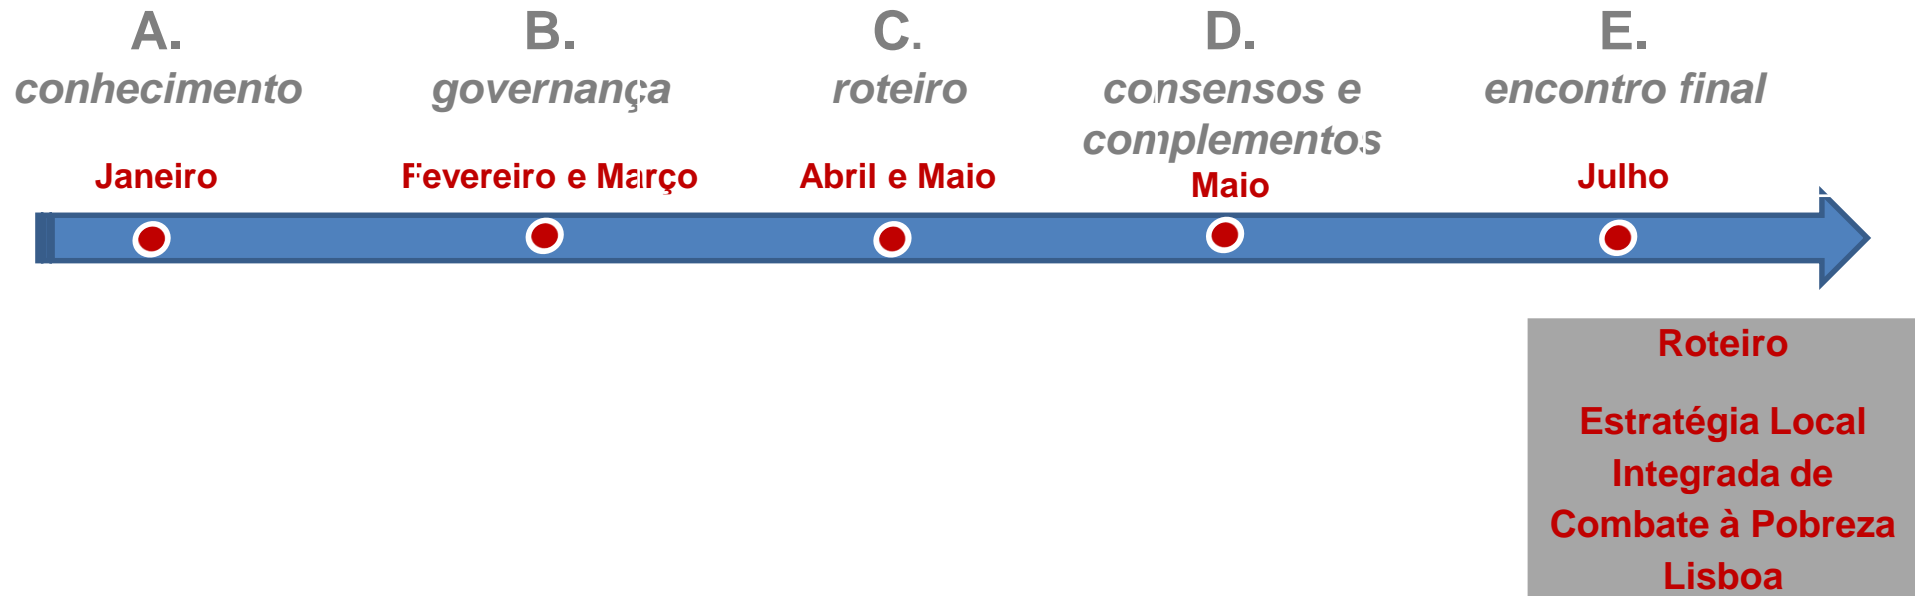 A.
conhecimento
Janeiro
B.
governança
Fevereiro e Março
C.
roteiro
Abril e Maio
D.
consensos e
complementos
Maio
E.
encontro final
Julho
Roteiro
Estratégia Local
Integrada de
Combate à Pobreza
Lisboa